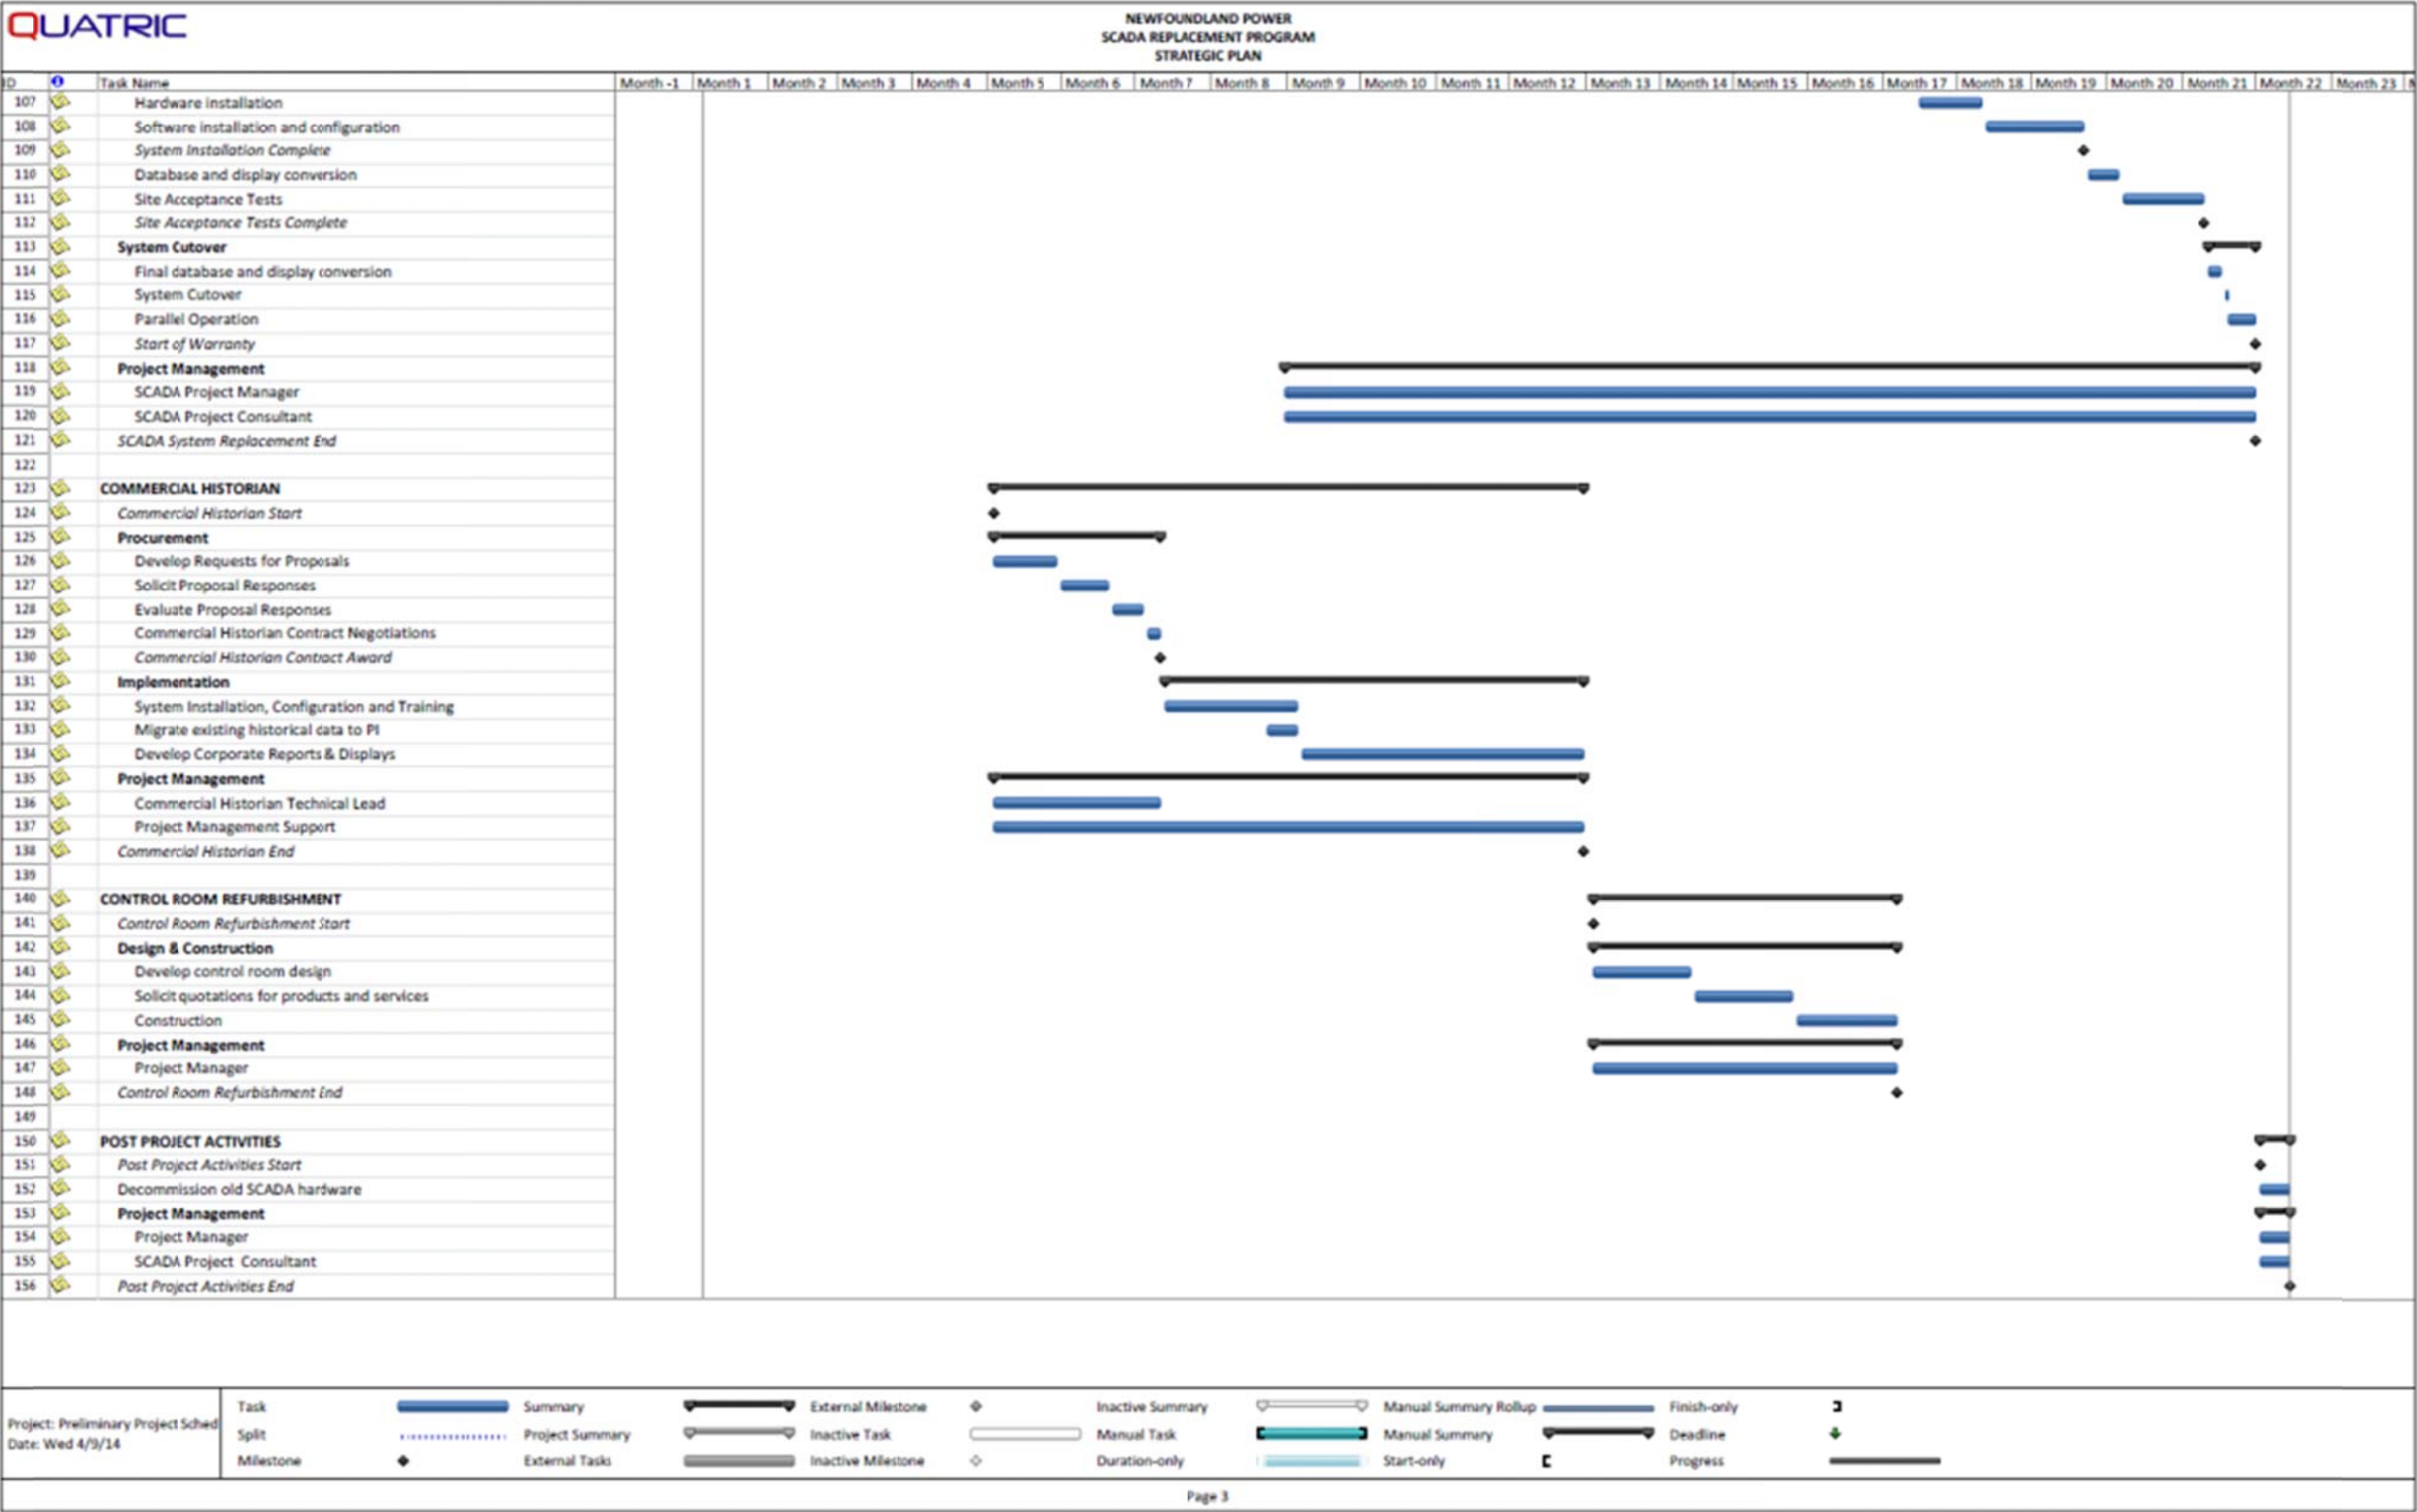 QUATRIC
NEWFOUNDLAND POWER
SCADA REPLACEMENT PROGRAM
STRATEGIC PLAN
ID Task Name Month -1 Month 1 Month 2 Month 3 Month 4 Month 5 Month 6 Month 7 Month 8 Month 9 Month 10 Month 11 Month 12 Month 13 Month 14 Month 15 Month 16 Month 17 Month 18 Month 19 Month 20 Month 21 Month 22 Month 23
107 Hardware installation
108 Software installation and configuration
109 System Installation Complete
110 Database and display conversion
111 Site Acceptance Tests
112 Site Acceptance Tests Complete
113 System Cutover
114 Final database and display conversion
115 System Cutover
116 Parallel Operation
117 Start of Warranty
118 Project Management
119 SCADA Project Manager
120 SCADA Project Consultant
121 SCADA System Replacement End
122
123 COMMERCIAL HISTORIAN
124 Commercial Historian Start
125 Procurement
126 Develop Requests for Proposals
127 Solicit Proposal Responses
128 Evaluate Proposal Responses
129 Commercial Historian Contract Negotiations
130 Commercial Historian Contract Award
131 Implementation
132 System Installation, Configuration and Training
133 Migrate existing historical data to PI
134 Develop Corporate Reports & Displays
135 Project Management
136 Commercial Historian Technical Lead
137 Project Management Support
138 Commercial Historian End
139
140 CONTROL ROOM REFURBISHMENT
141 Control Room Refurbishment Start
142 Design & Construction
143 Develop control room design
144 Solicit quotations for products and services
145 Construction
146 Project Management
147 Project Manager
148 Control Room Refurbishment End
149
150 POST PROJECT ACTIVITIES
151 Post Project Activities Start
152 Decommission old SCADA hardware
153 Project Management
154 Project Manager
155 SCADA Project Consultant
156 Post Project Activities End
Project: Preliminary Project Sched
Date: Wed 4/9/14
Task Summary External Milestone Inactive Summary Manual Summary Rollup Finish-only
Split Project Summary Inactive Task Manual Task Manual Summary Deadline
Milestone External Tasks Inactive Milestone Duration-only Start-only Progress
Page 3